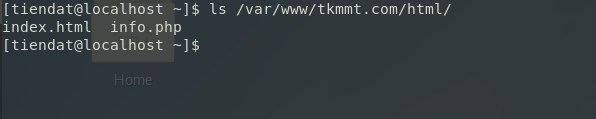 [tiendat@localhost ~]$ ls /var/www/tkmmt.com/html/
index.html  info.php
[tiendat@localhost ~]$
Home